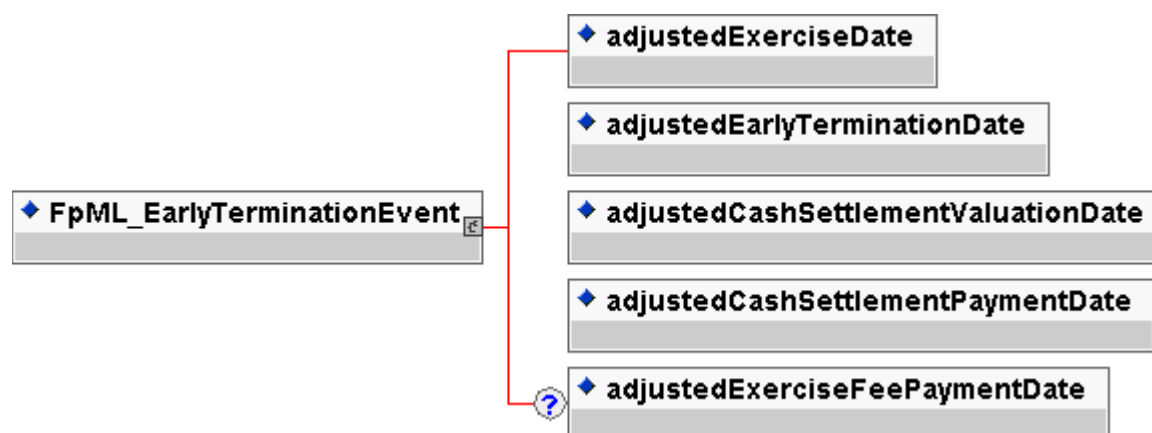 adjustedExerciseDate
adjustedEarlyTerminationDate
FpML_EarlyTerminationEvent
adjustedCashSettlementValuationDate
adjustedCashSettlementPaymentDate
?
adjustedExerciseFeePaymentDate